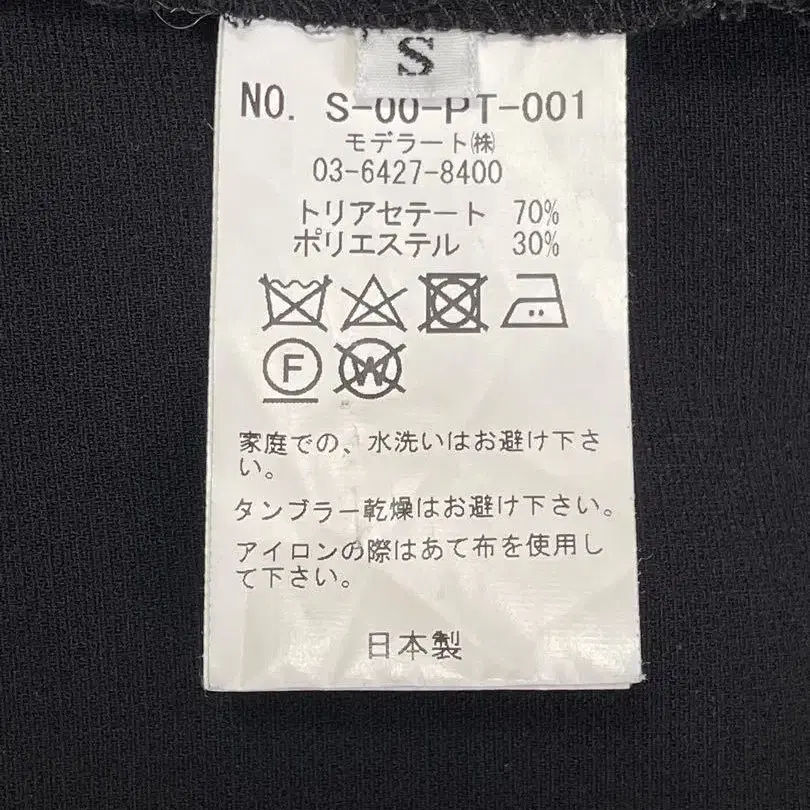 S
NO. S-00-PT-001
モデラート㈱
03-6427-8400
トリアセテート 70%
ポリエステル 30%
F W
家庭での、水洗いはお避け下さ
い。
タンブラー乾燥はお避け下さい。
アイロンの際はあて布を使用し
て下さい。
日本製